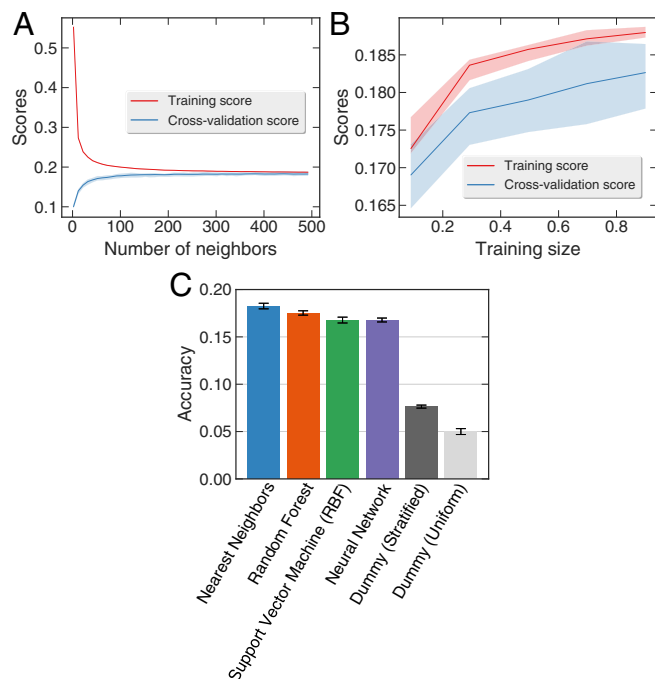 A
Scores
0.5
0.4
0.3
0.2
0.1
Training score
Cross-validation score
0 100 200 300 400 500
Number of neighbors
B
Scores
0.185
0.180
0.175
0.170
0.165
Training score
Cross-validation score
0.2 0.4 0.6 0.8
Training size
C
Accuracy
0.20
0.15
0.10
0.05
0.00
Nearest Neighbors
Random Forest
Support Vector Machine (RBF)
Neural Network
Dummy (Stratified)
Dummy (Uniform)